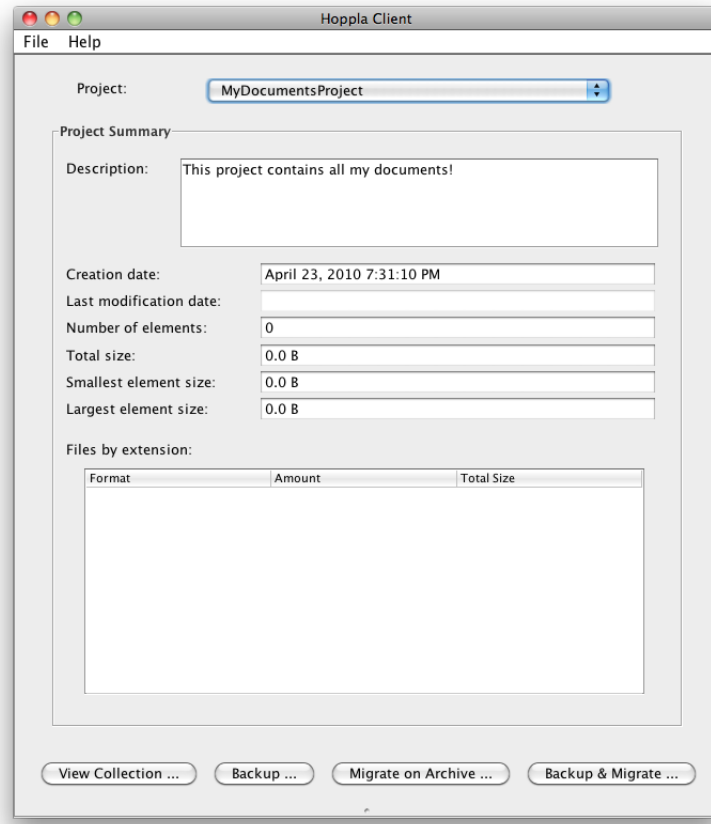 Hoppla Client
File Help
Project: MyDocumentsProject
Project Summary
Description: This project contains all my documents!
Creation date: April 23, 2010 7:31:10 PM
Last modification date:
Number of elements: 0
Total size: 0.0 B
Smallest element size: 0.0 B
Largest element size: 0.0 B
Files by extension:
Format Amount Total Size
View Collection ... Backup ... Migrate on Archive ... Backup & Migrate ...